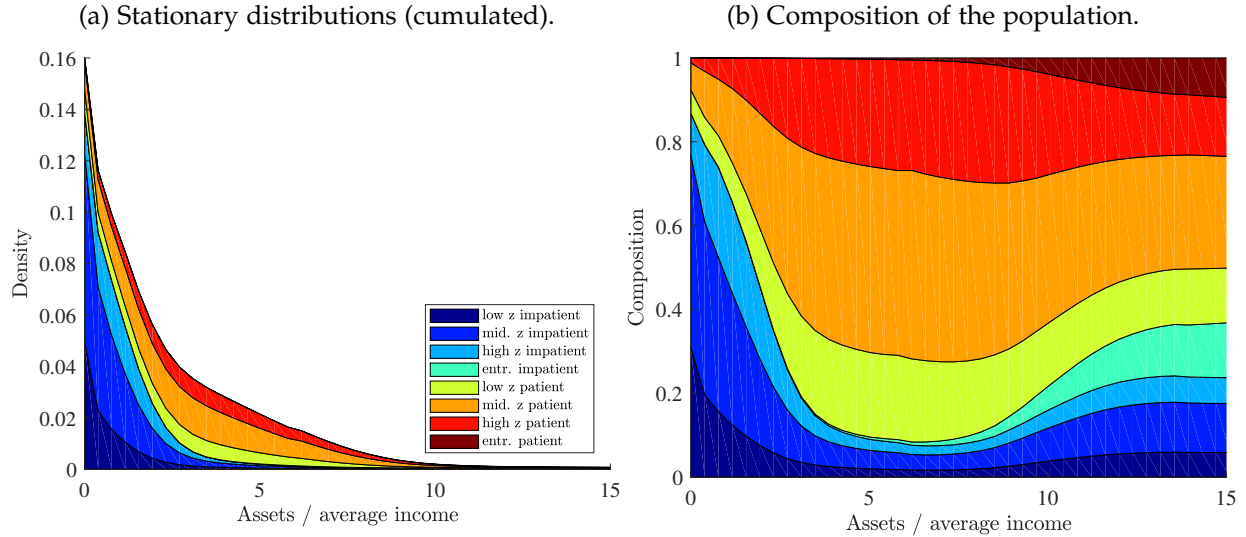 (a) Stationary distributions (cumulated).
0.16
0.14
0.12
0.1
0.08
0.06
0.04
0.02
0
Density
0
5
10
15
Assets / average income
low z impatient
mid. z impatient
high z impatient
entr. impatient
low z patient
mid. z patient
high z patient
entr. patient
(b) Composition of the population.
1
0.8
0.6
0.4
0.2
0
Composition
0
5
10
15
Assets / average income